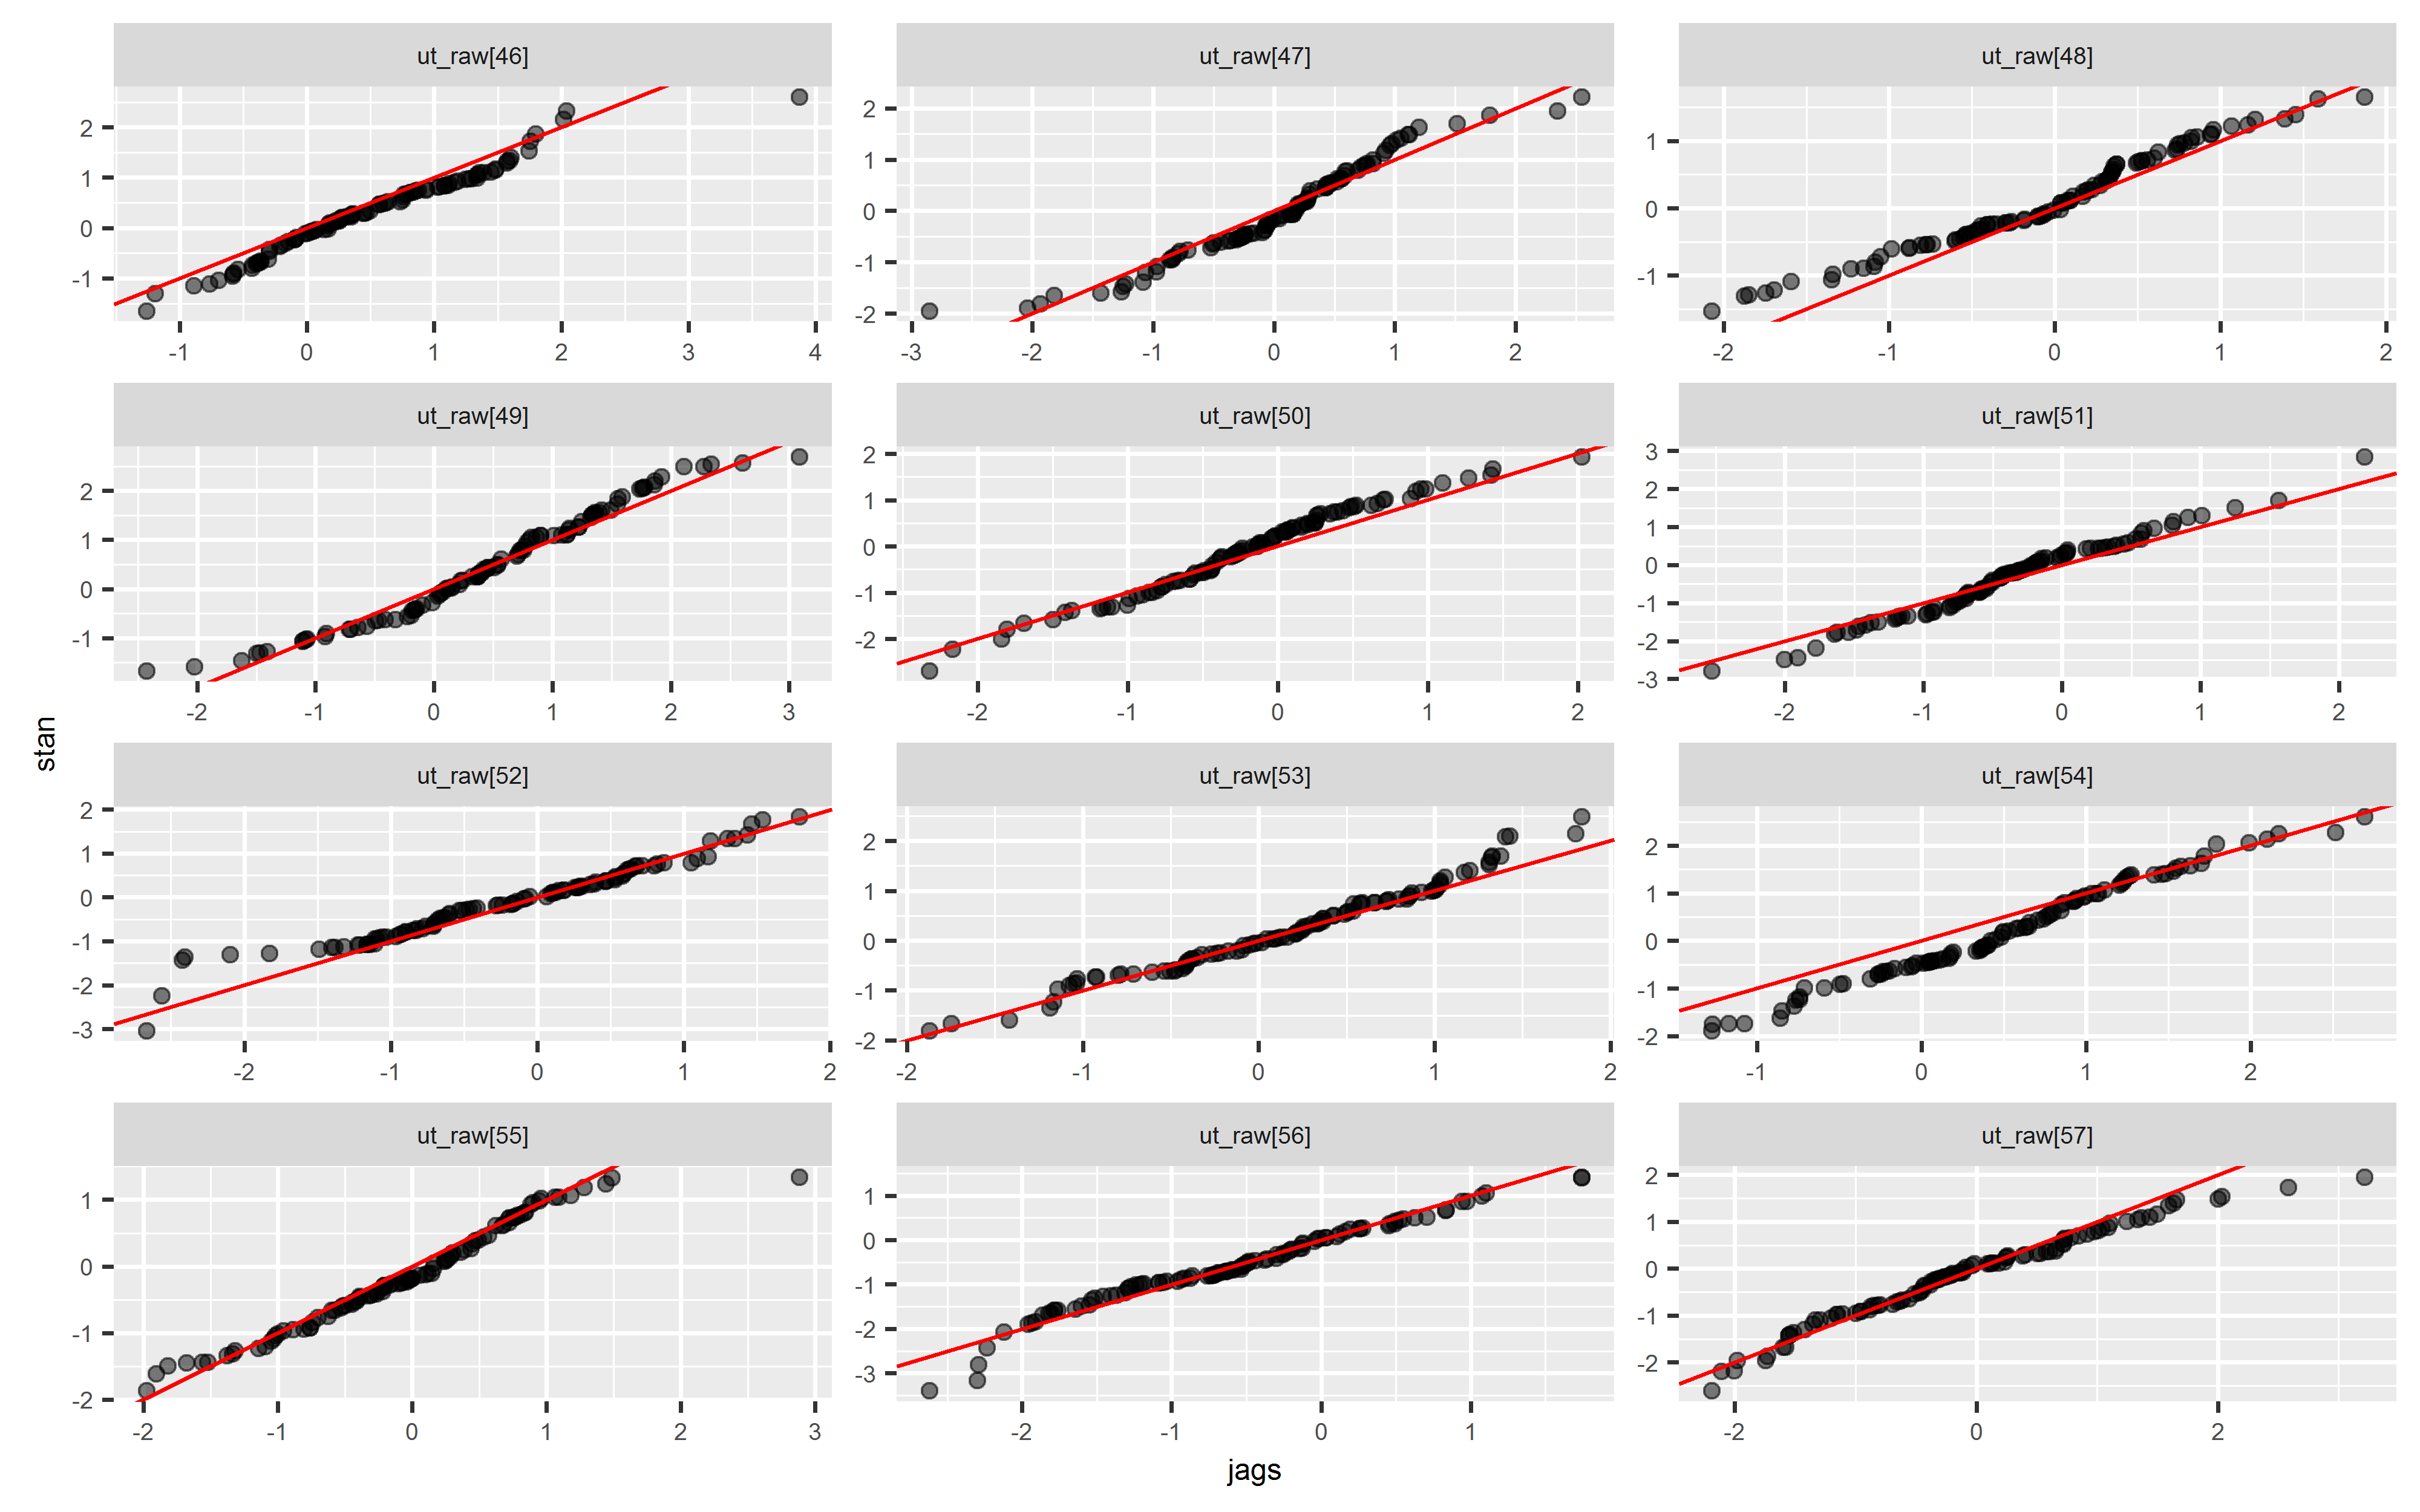 ut_raw[46] ut_raw[47] ut_raw[48]
2 2 1
1 1 0
0 0 -1
-1 -1
-2
-1 0 1 2 3 4 -3 -2 -1 0 1 2 -2 -1 0 1 2
ut_raw[49] ut_raw[50] ut_raw[51]
2 2 3
1 1 2
0 0 1
-1 -1 0
-2 -1
-2
-3
-2 -1 0 1 2 3 -2 -1 0 1 2 -2 -1 0 1 2
stan
ut_raw[52] ut_raw[53] ut_raw[54]
2 2 2
1 1 1
0 0 0
-1 -1 -1
-2 -2 -2
-3
-2 -1 0 1 2 -2 -1 0 1 2 -1 0 1 2
ut_raw[55] ut_raw[56] ut_raw[57]
1 1 2
0 0 1
-1 -1 0
-2 -2 -1
-3 -2
-2 -1 0 1 2 3 -2 -1 0 1 -2 0 2
jags